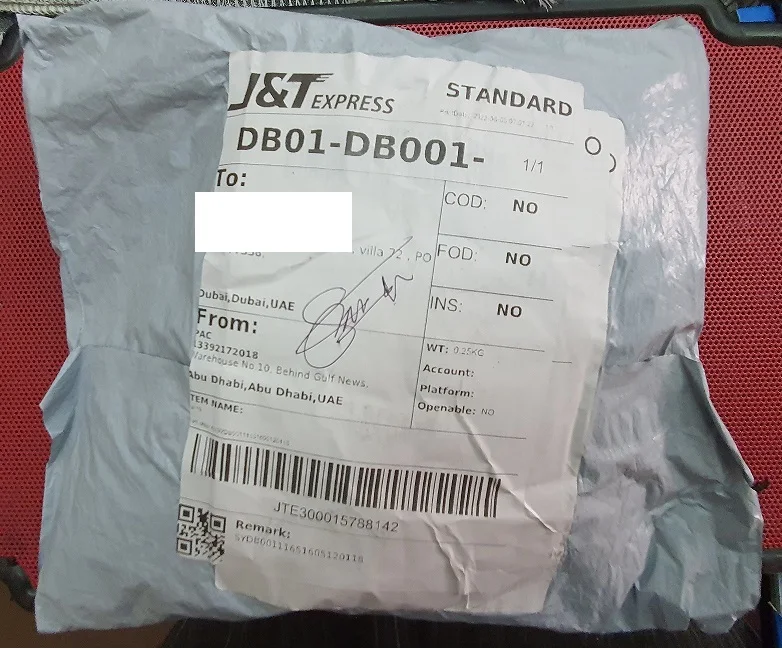 J&T EXPRESS
STANDARD
DB01-DB001-
1/1
To:
villa 72 , PO
Dubai,Dubai,UAE
COD: NO
FOD: NO
INS: NO
From:
PAC
13392172018
Warehouse No 10, Behind Gulf News,
Abu Dhabi,Abu Dhabi,UAE
WT: 0.25KG
Account:
Platform:
Openable: NO
ITEM NAME:
JTE300015788142
Remark:
SYDB00111651605120118